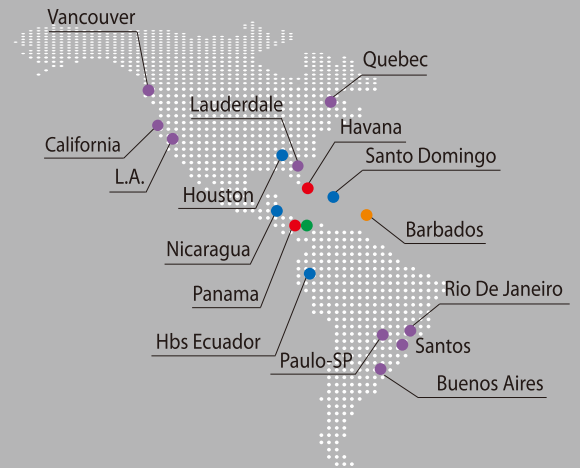 Vancouver
Quebec
Lauderdale
Havana
California
Santo Domingo
L.A.
Houston
Barbados
Nicaragua
Panama
Rio De Janeiro
Hbs Ecuador
Santos
Paulo-SP
Buenos Aires